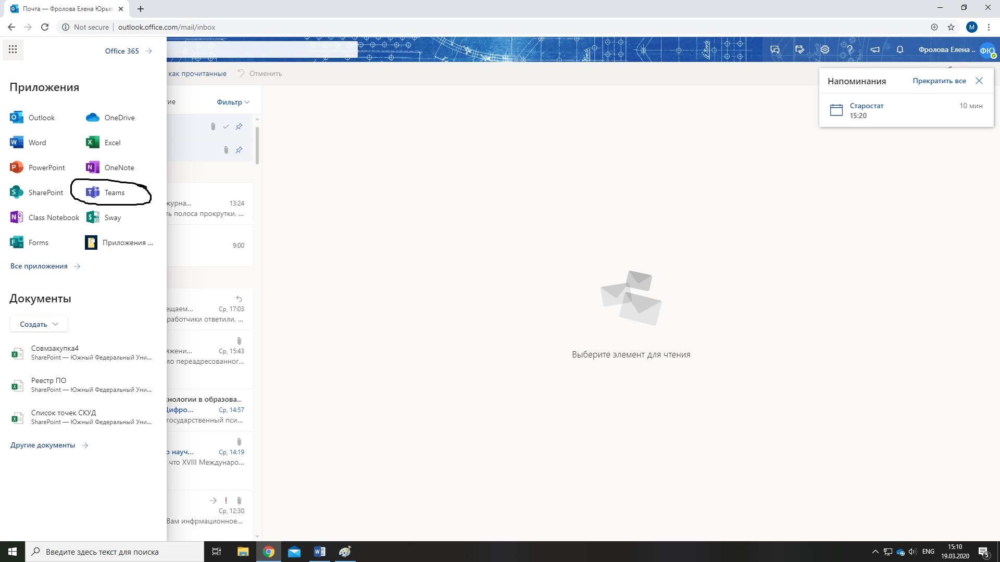 Почта — Фролова Елена Юрьев
Not secure
outlook.office.com/mail/inbox
M
Office 365
Фролова Елена ..
ФЮ
как прочитанные
Отменить
Приложения
Outlook
OneDrive
Word
Excel
PowerPoint
OneNote
SharePoint
Teams
Class Notebook
Sway
Forms
Приложения ...
Все приложения
Документы
Создать
Совмзакупка4
SharePoint — Южный Федеральный Уни...
Реестр ПО
SharePoint — Южный Федеральный Уни...
Список точек СКУД
SharePoint — Южный Федеральный Уни...
Другие документы
Фильтр
журна...
13:24
ть полоса прокрутки, ...
9:00
ещаем...
Ср, 17:03
работчики ответили, ...
яжени...
Ср, 15:43
ло переадресованног...
хнологии в образова...
Цифро...
Ср, 14:57
государственный пси...
о науч...
Ср, 14:19
что XVIII Междунаро...
Ср, 12:30
Вам инфрмационное...
Выберите элемент для чтения
Напоминания
Прекратить все
Старостат
10 мин
15:20
Введите здесь текст для поиска
ENG
15:10
19.03.2020
5